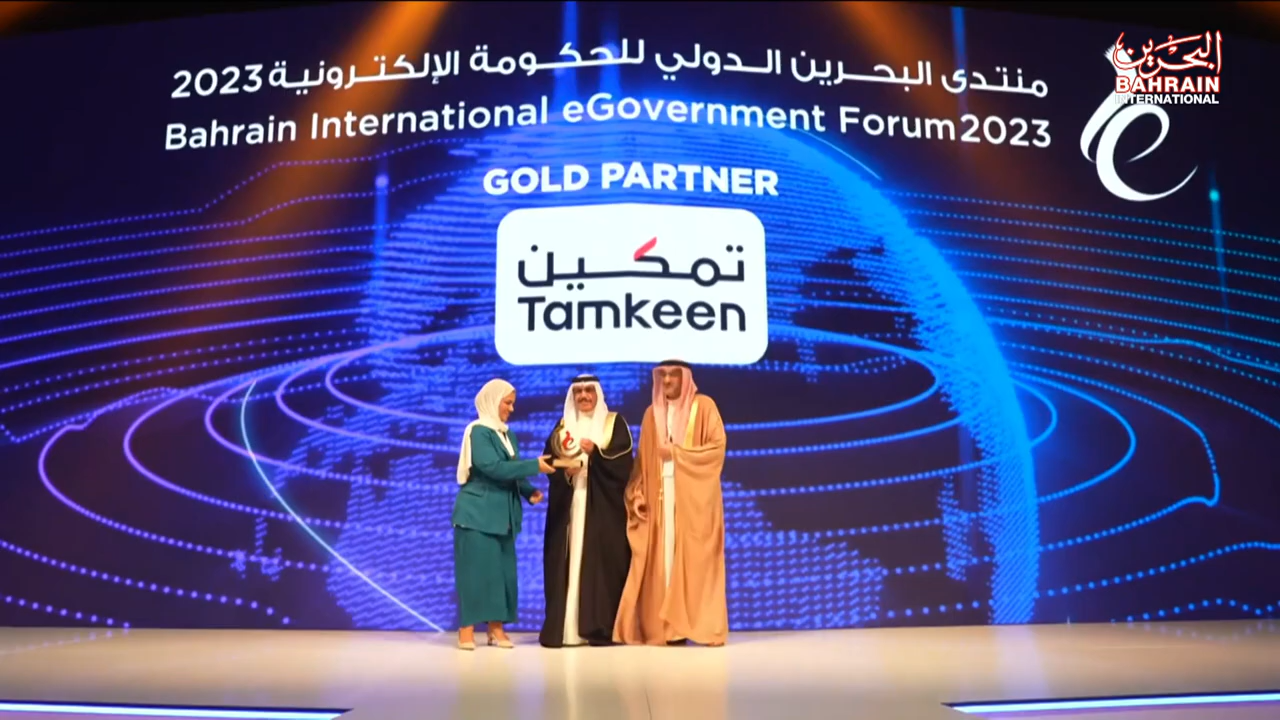 منتدى البحرين الدولي للحكومة الإلكترونية 2023
Bahrain International eGovernment Forum 2023
GOLD PARTNER
تمكين
Tamkeen
البحرين
BAHRAIN
INTERNATIONAL